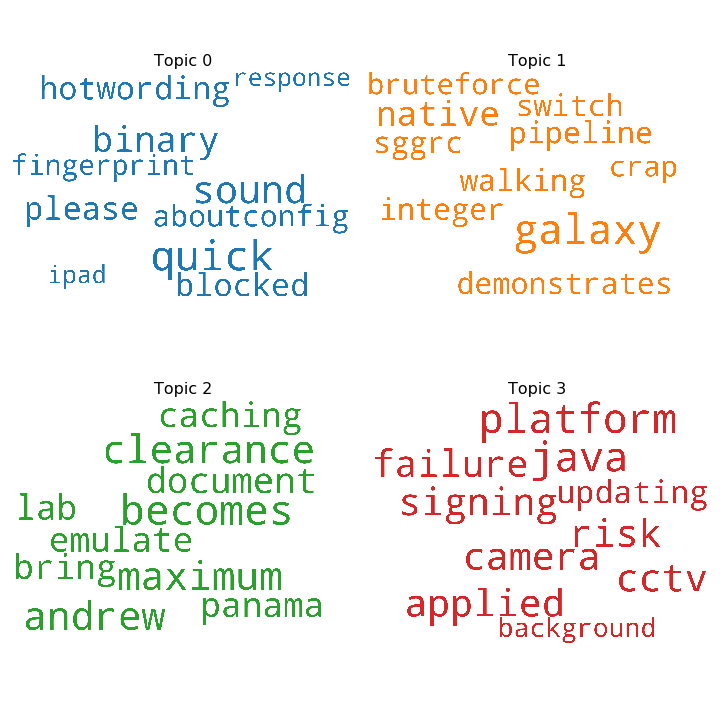 Topic 0
hotwording response
binary
fingerprint
sound
please aboutconfig
quick
ipad blocked
Topic 1
bruteforce
native switch
sggrc pipeline
crap
walking
integer
galaxy
demonstrates
Topic 2
caching
clearance
document
lab becomes
emulate
bring maximum
andrew panama
Topic 3
platform
failure java
signing updating
risk
camera
cctv
applied
background